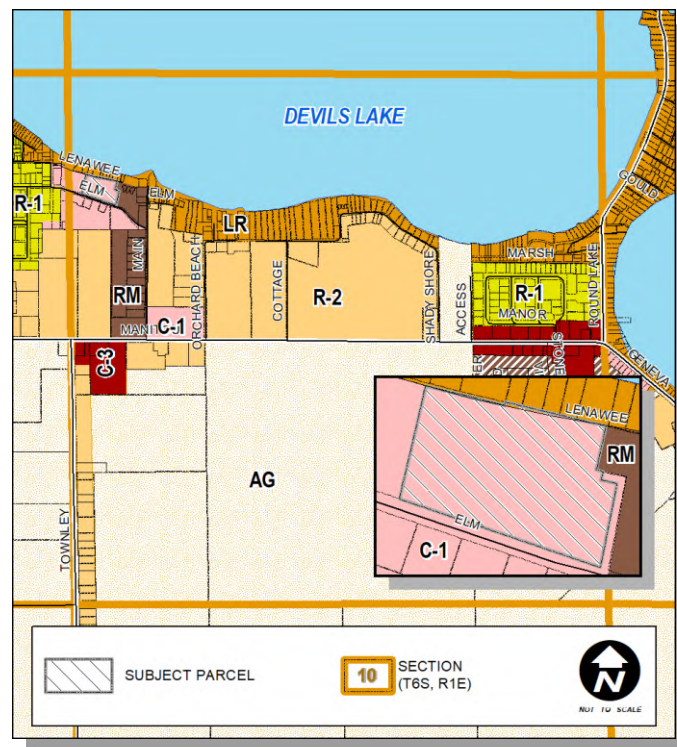 DEVILS LAKE
LENAWEE
ELM
ELM
GOULD
R-1
LR
MAIN
ORCHARD BEACH
COTTAGE
R-2
SHADY SHORE
ACCESS
MARSH
R-1
MANOR
ROUND LAKE
RM
C-1
C-3
GENEVA
AG
TOWNLEY
LENAWEE
RM
ELM
C-1
SUBJECT PARCEL
10
SECTION
(T6S, R1E)
N
NOT TO SCALE